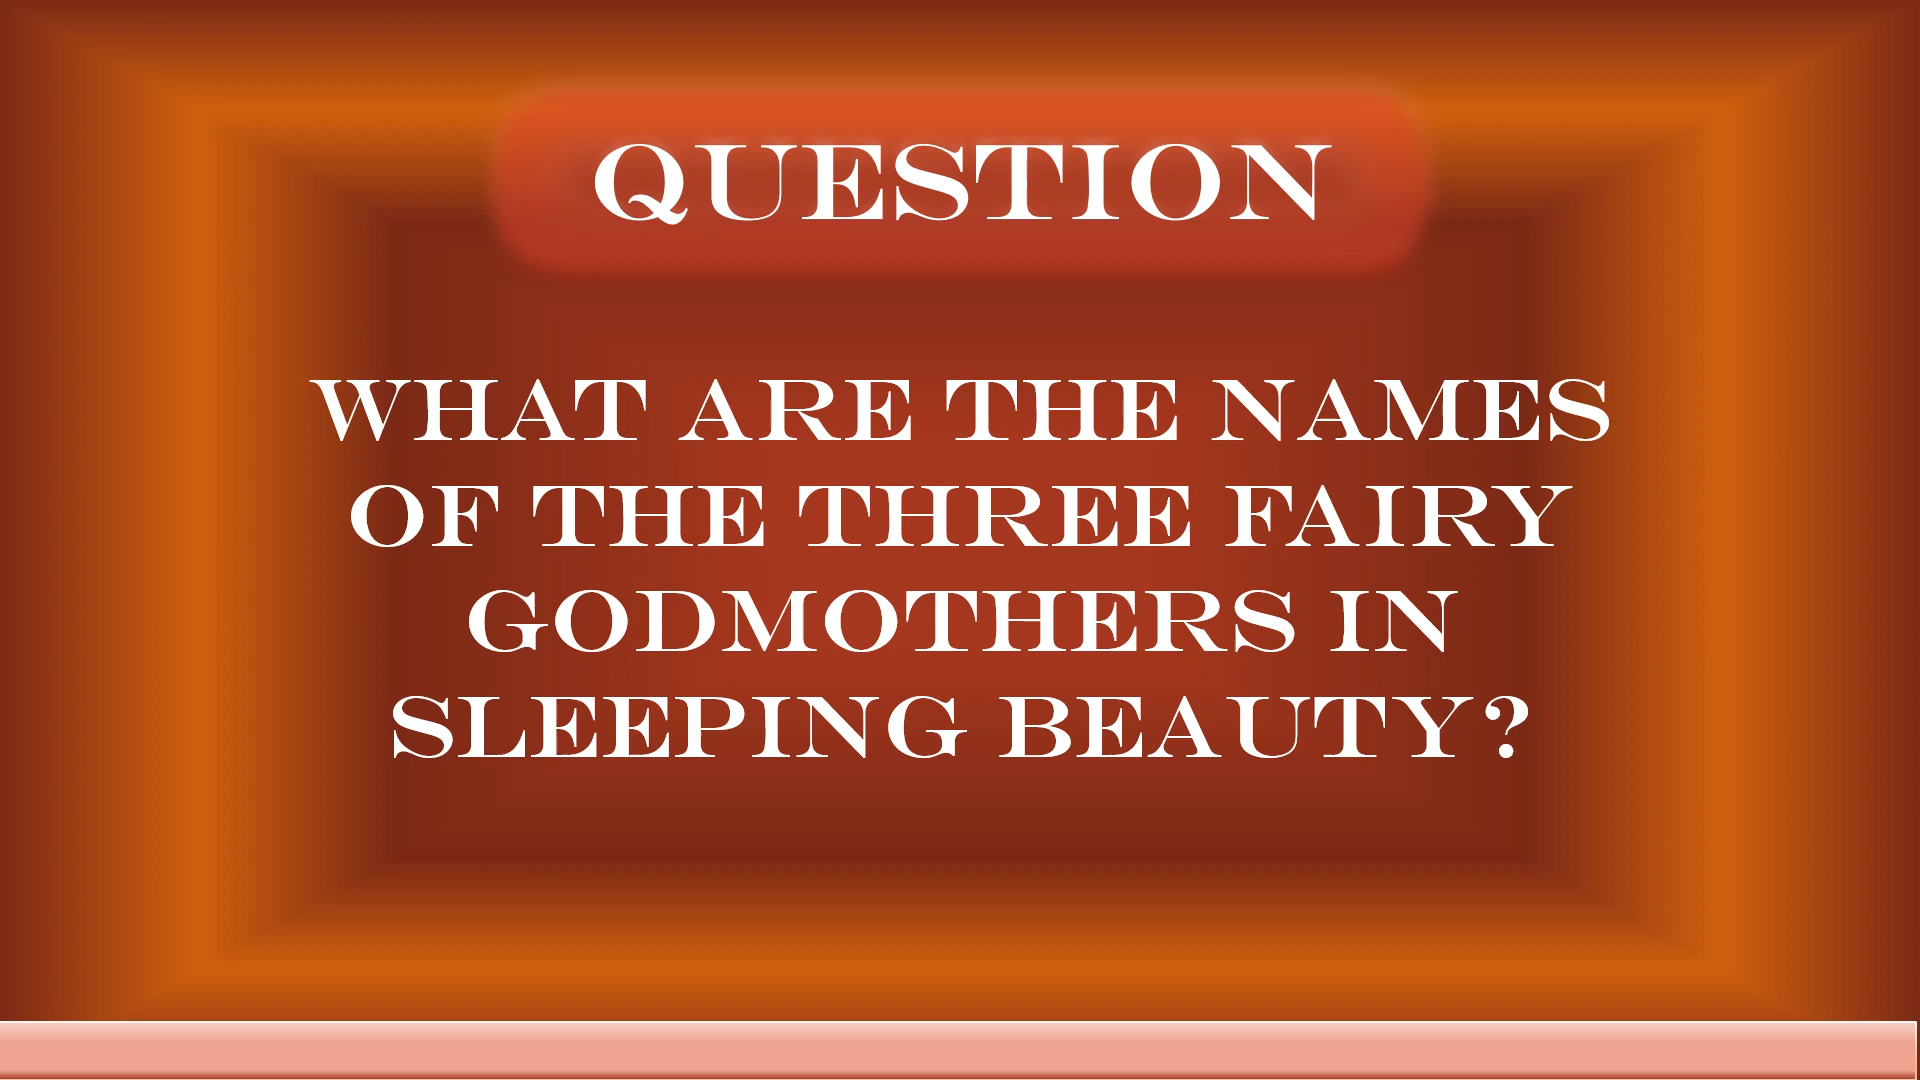 QUESTION
WHAT ARE THE NAMES
OF THE THREE FAIRY
GODMOTHERS IN
SLEEPING BEAUTY?